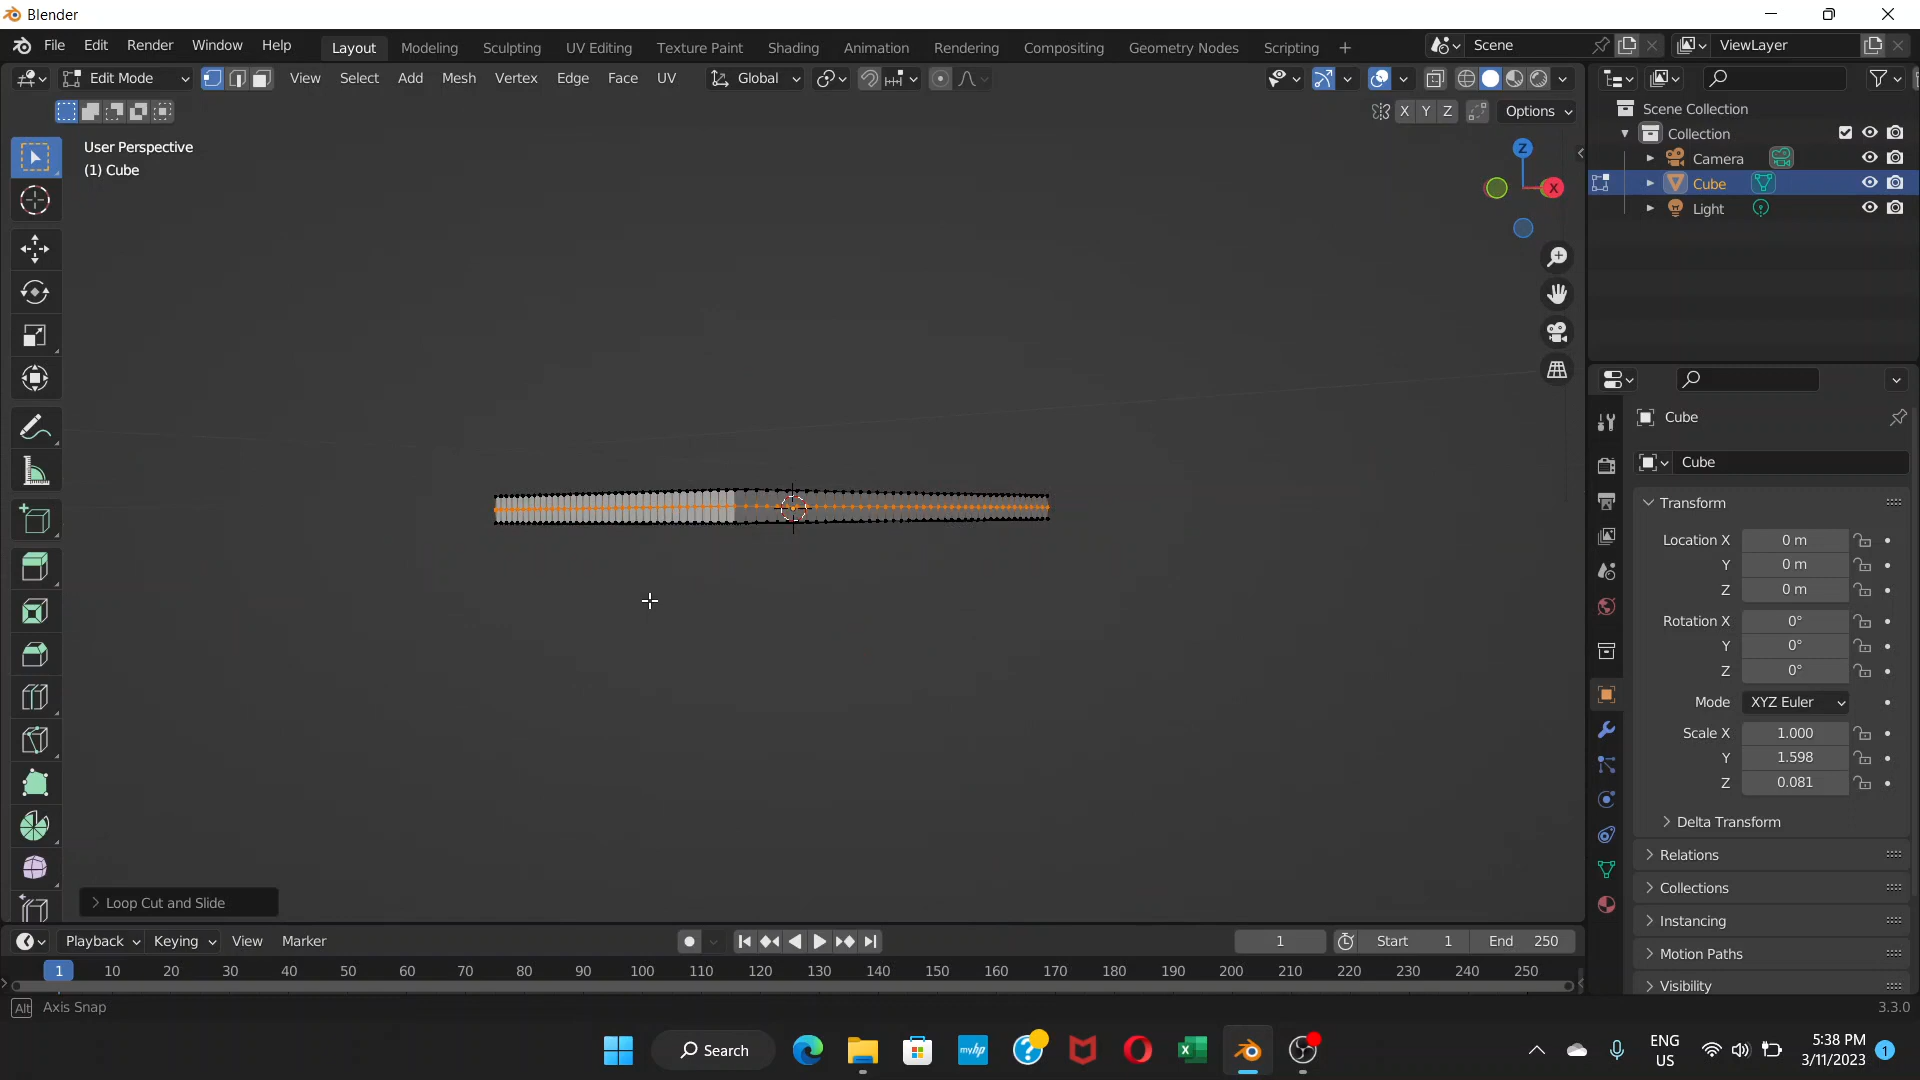 Blender
File Edit Render Window Help Layout Modeling Sculpting UV Editing Texture Paint Shading Animation Rendering Compositing Geometry Nodes Scripting + Scene ViewLayer
Edit Mode View Select Add Mesh Vertex Edge Face UV Global
X Y Z Options
User Perspective
(1) Cube
Z
X
Scene Collection
Collection
Camera
Cube
Light
Cube
Cube
Transform
Location X 0 m
Y 0 m
Z 0 m
Rotation X 0°
Y 0°
Z 0°
Mode XYZ Euler
Scale X 1.000
Y 1.598
Z 0.081
Delta Transform
Relations
Collections
Instancing
Motion Paths
Visibility
Loop Cut and Slide
Playback Keying View Marker 1 Start 1 End 250
1 10 20 30 40 50 60 70 80 90 100 110 120 130 140 150 160 170 180 190 200 210 220 230 240 250
Alt Axis Snap 3.3.0
Search
myhp
ENG
US
5:38 PM
3/11/2023
1